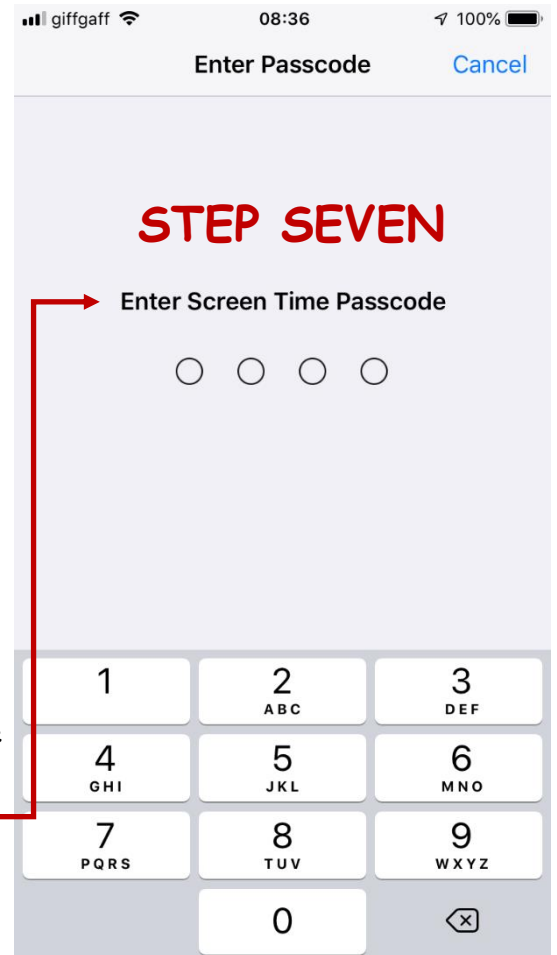 giffgaff 08:36 100%
Enter Passcode Cancel
STEP SEVEN
Enter Screen Time Passcode
1 2 3
ABC DEF
4 5 6
GHI JKL MNO
7 8 9
PQRS TUV WXYZ
0